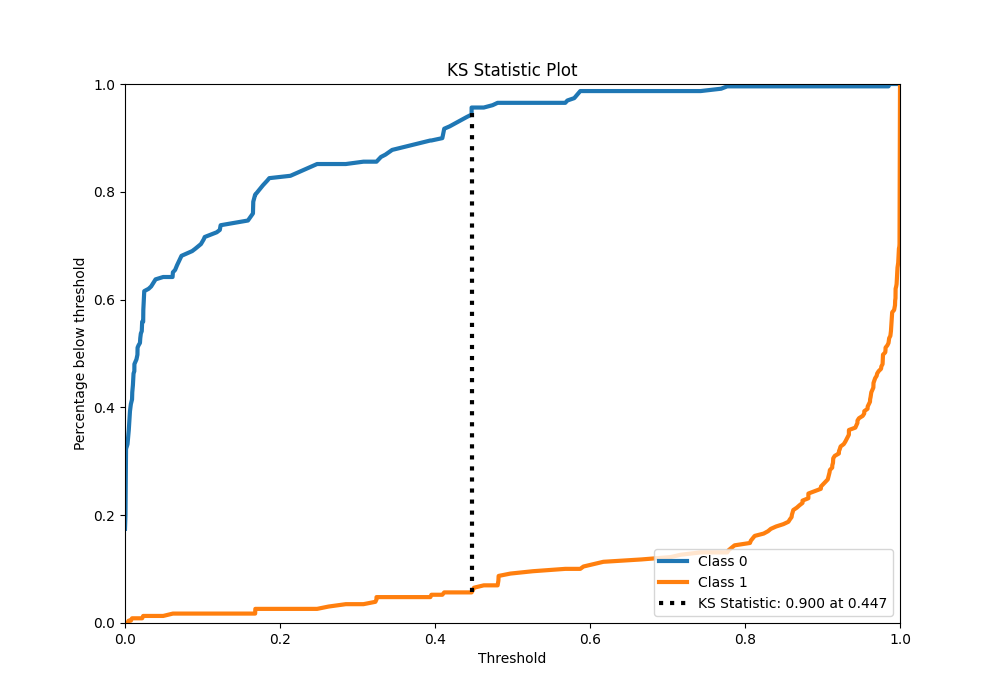 KS Statistic Plot
Percentage below threshold
1.0
0.8
0.6
0.4
0.2
0.0
0.0 0.2 0.4 0.6 0.8 1.0
Threshold
Class 0
Class 1
KS Statistic: 0.900 at 0.447